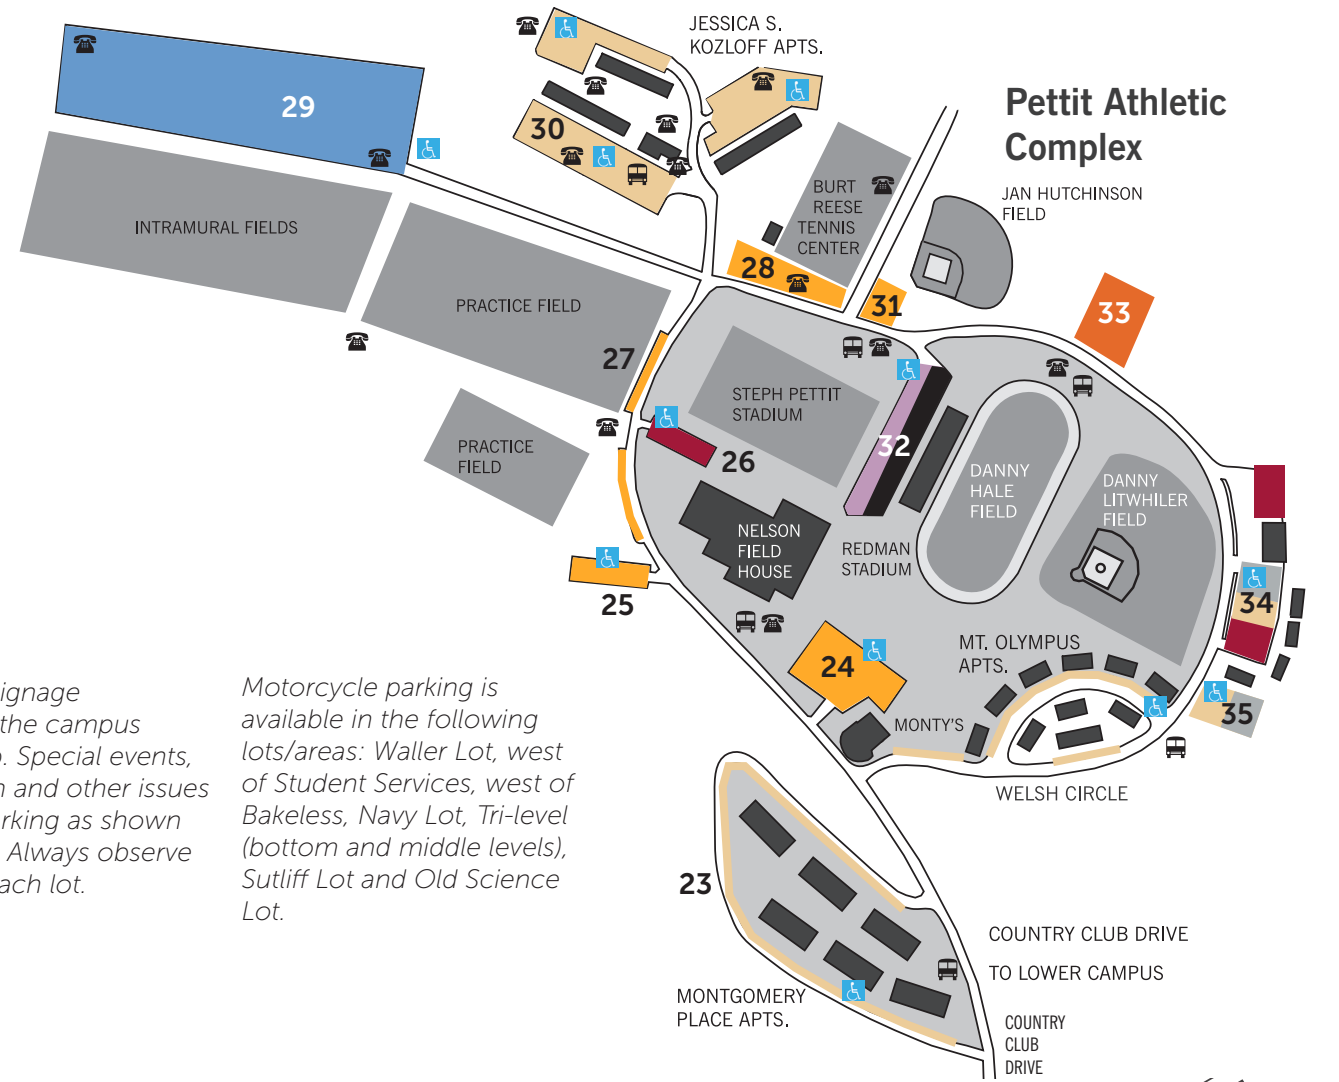 JESSICA S.
KOZLOFF APTS.
Pettit Athletic
Complex
29
30
BURT
REESE
TENNIS
CENTER
JAN HUTCHINSON
FIELD
INTRAMURAL FIELDS
28
31
33
PRACTICE FIELD
27
STEPH PETTIT
STADIUM
32
PRACTICE
FIELD
26
DANNY
HALE
FIELD
DANNY
LITWHILER
FIELD
NELSON
FIELD
HOUSE
REDMAN
STADIUM
25
34
24
MT. OLYMPUS
APTS.
35
MONTY'S
WELSH CIRCLE
ignage
the campus
. Special events,
n and other issues
rking as shown
Always observe
ach lot.
Motorcycle parking is
available in the following
lots/areas: Waller Lot, west
of Student Services, west of
Bakeless, Navy Lot, Tri-level
(bottom and middle levels),
Sutliff Lot and Old Science
Lot.
23
COUNTRY CLUB DRIVE
TO LOWER CAMPUS
MONTGOMERY
PLACE APTS.
COUNTRY
CLUB
DRIVE